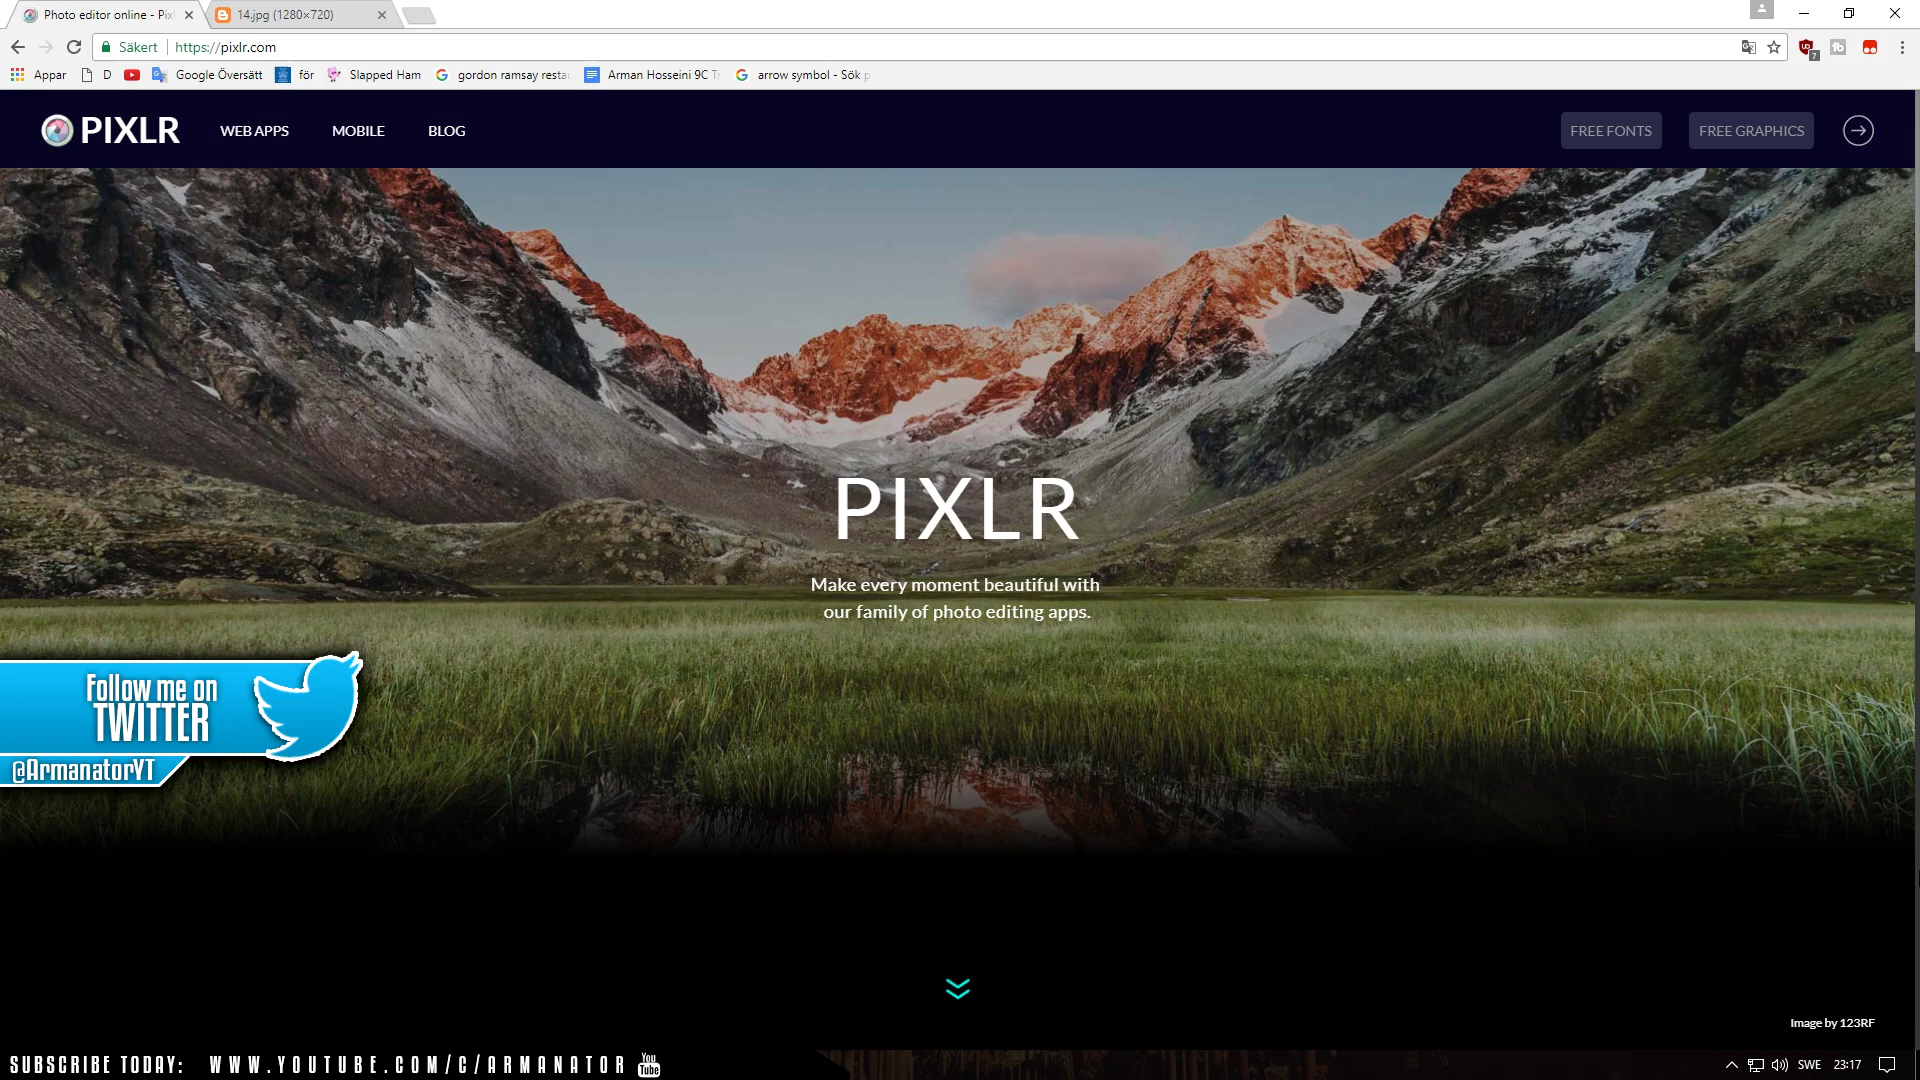 Photo editor online - Pix
14.jpg (1280×720)
Säkert
https://pixlr.com
7
Appar
D
Google Översätt
för
Slapped Ham
gordon ramsay resta
Arman Hosseini 9C Tr
arrow symbol - Sök p
PIXLR
WEB APPS
MOBILE
BLOG
FREE FONTS
FREE GRAPHICS
PIXLR
Make every moment beautiful with
our family of photo editing apps.
Follow me on
TWITTER
@ArmanatorYT
Image by 123RF
SUBSCRIBE TODAY: WWW.YOUTUBE.COM/C/ARMANATOR
You
Tube
SWE
23:17